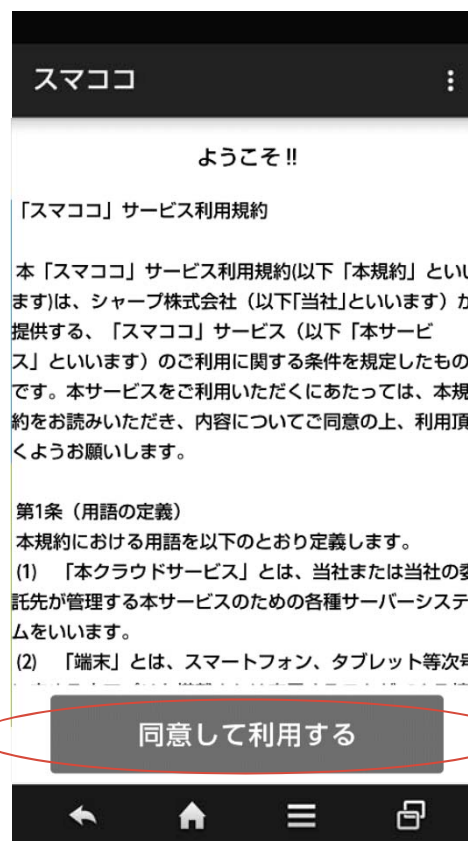 スマココ
ようこそ!!
「スマココ」サービス利用規約
本「スマココ」サービス利用規約(以下「本規約」とい
ます)は、シャープ株式会社（以下「当社」といいます）が
提供する、「スマココ」サービス（以下「本サービ
ス」といいます）のご利用に関する条件を規定したもの
です。本サービスをご利用いただくにあたっては、本規
約をお読みいただき、内容についてご同意の上、利用頂
くようお願いします。
第1条（用語の定義）
本規約における用語を以下のとおり定義します。
(1) 「本クラウドサービス」とは、当社または当社の委
託先が管理する本サービスのための各種サーバーシステ
ムをいいます。
(2) 「端末」とは、スマートフォン、タブレット等次号
同意して利用する